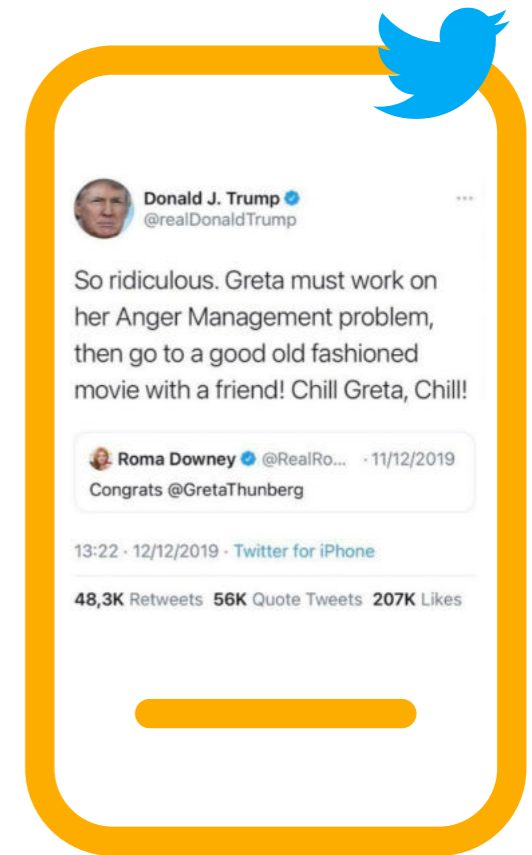 Donald J. Trump
@realDonaldTrump
So ridiculous. Greta must work on
her Anger Management problem,
then go to a good old fashioned
movie with a friend! Chill Greta, Chill!
Roma Downey @RealRo... · 11/12/2019
Congrats @GretaThunberg
13:22 · 12/12/2019 · Twitter for iPhone
48,3K Retweets 56K Quote Tweets 207K Likes